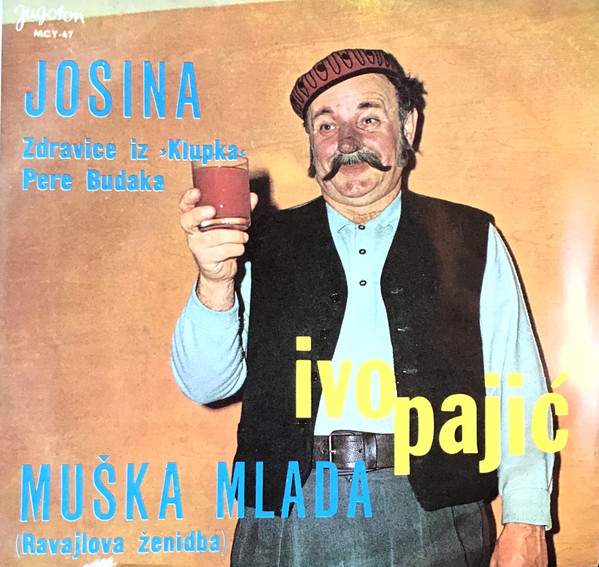 Jugoton
MCY-47
JOSINA
Zdravice iz ›Klupka‹
Pere Budaka
ivo
pajić
MUŠKA MLADA
(Ravajlova ženidba)